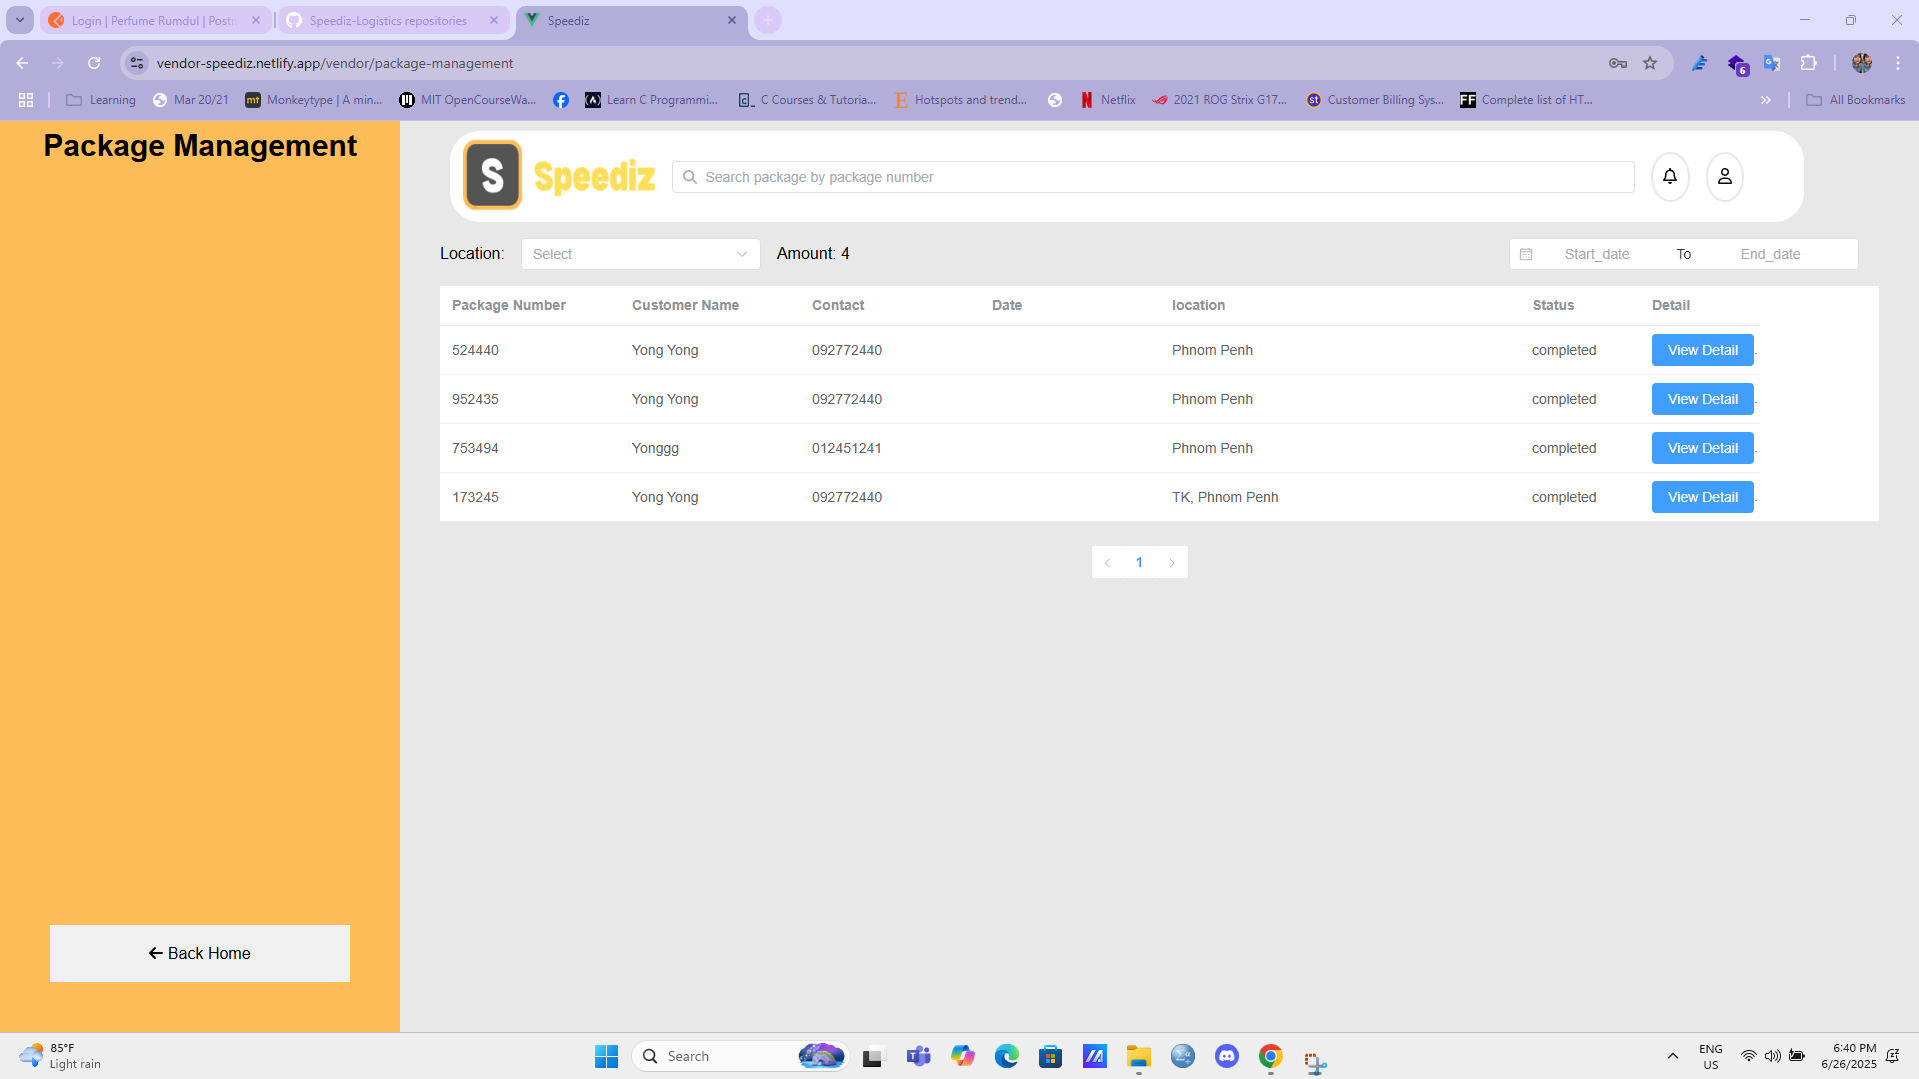 Login | Perfume Rumdul | Postm
Speediz-Logistics repositories
Speediz
vendor-speediz.netlify.app/vendor/package-management
6
Learning
Mar 20/21
mt
Monkeytype | A min...
MIT OpenCourseWa...
Learn C Programmi...
C Courses & Tutoria...
E
Hotspots and trend...
Netflix
2021 ROG Strix G17...
Customer Billing Sys...
FF
Complete list of HT...
All Bookmarks
Package Management
S Speediz
Search package by package number
Location: Select Amount: 4
Start_date To End_date
Package Number Customer Name Contact Date location Status Detail
524440 Yong Yong 092772440 Phnom Penh completed View Detail
952435 Yong Yong 092772440 Phnom Penh completed View Detail
753494 Yonggg 012451241 Phnom Penh completed View Detail
173245 Yong Yong 092772440 TK, Phnom Penh completed View Detail
1
Back Home
85°F
Light rain
Search
ENG
US
6:40 PM
6/26/2025